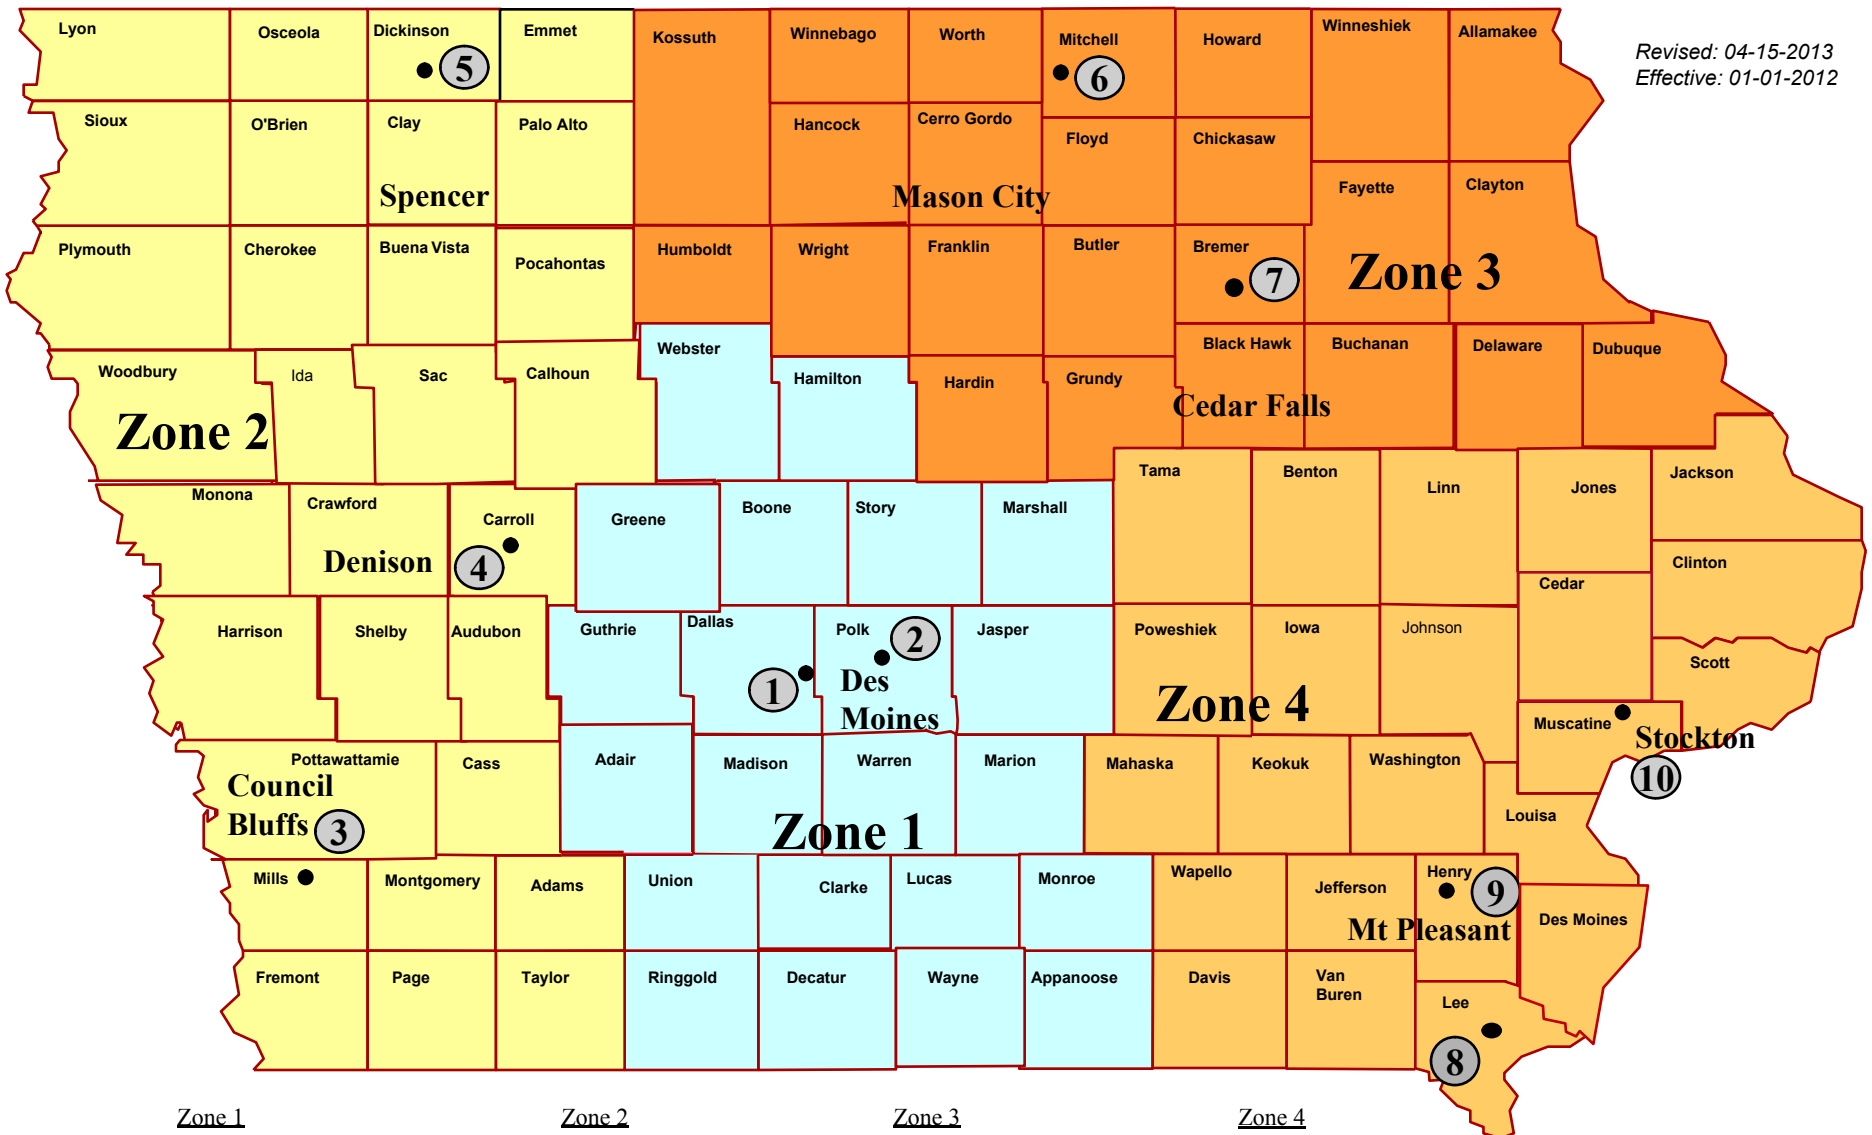 Lyon
Osceola
Dickinson
Emmet
Kossuth
Winnebago
Worth
Mitchell
Howard
Winneshiek
Allamakee
Revised: 04-15-2013
Effective: 01-01-2012
5
6
Sioux
O'Brien
Clay
Palo Alto
Hancock
Cerro Gordo
Floyd
Chickasaw
Spencer
Mason City
Fayette
Clayton
Plymouth
Cherokee
Buena Vista
Pocahontas
Humboldt
Wright
Franklin
Butler
Bremer
7
Zone 3
Woodbury
Ida
Sac
Calhoun
Webster
Hamilton
Hardin
Grundy
Black Hawk
Buchanan
Delaware
Dubuque
Zone 2
Cedar Falls
Monona
Crawford
Carroll
Greene
Boone
Story
Marshall
Tama
Benton
Linn
Jones
Jackson
Denison
4
Cedar
Clinton
Harrison
Shelby
Audubon
Guthrie
Dallas
Polk
2
Jasper
Poweshiek
Iowa
Johnson
Scott
1
Des
Moines
Zone 4
Muscatine
Stockton
10
Pottawattamie
Cass
Adair
Madison
Warren
Marion
Mahaska
Keokuk
Washington
Council
Bluffs
3
Zone 1
Louisa
Mills
Montgomery
Adams
Union
Clarke
Lucas
Monroe
Wapello
Jefferson
Henry
9
Mt Pleasant
Des Moines
Fremont
Page
Taylor
Ringgold
Decatur
Wayne
Appanoose
Davis
Van
Buren
Lee
8
Zone 1
Zone 2
Zone 3
Zone 4